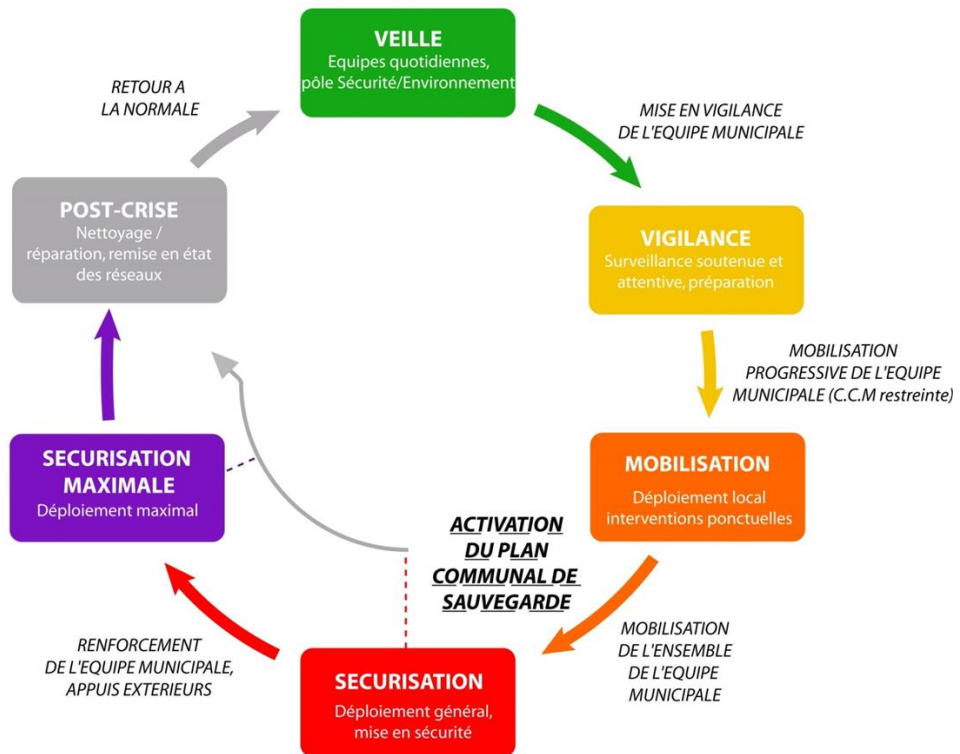 VEILLE
Equipes quotidiennes,
pôle Sécurité/Environnement
MISE EN VIGILANCE
DE L'EQUIPE MUNICIPALE
VIGILANCE
Surveillance soutenue et
attentive, préparation
MOBILISATION
PROGRESSIVE DE L'EQUIPE
MUNICIPALE (C.C.M restreinte)
MOBILISATION
Déploiement local
interventions ponctuelles
MOBILISATION
DE L'ENSEMBLE
DE L'EQUIPE
MUNICIPALE
ACTIVATION
DU PLAN
COMMUNAL DE
SAUVEGARDE
SECURISATION
Déploiement général,
mise en sécurité
RENFORCEMENT
DE L'EQUIPE MUNICIPALE,
APPUIS EXTERIEURS
SECURISATION
MAXIMALE
Déploiement maximal
POST-CRISE
Nettoyage /
réparation, remise en état
des réseaux
RETOUR A
LA NORMALE